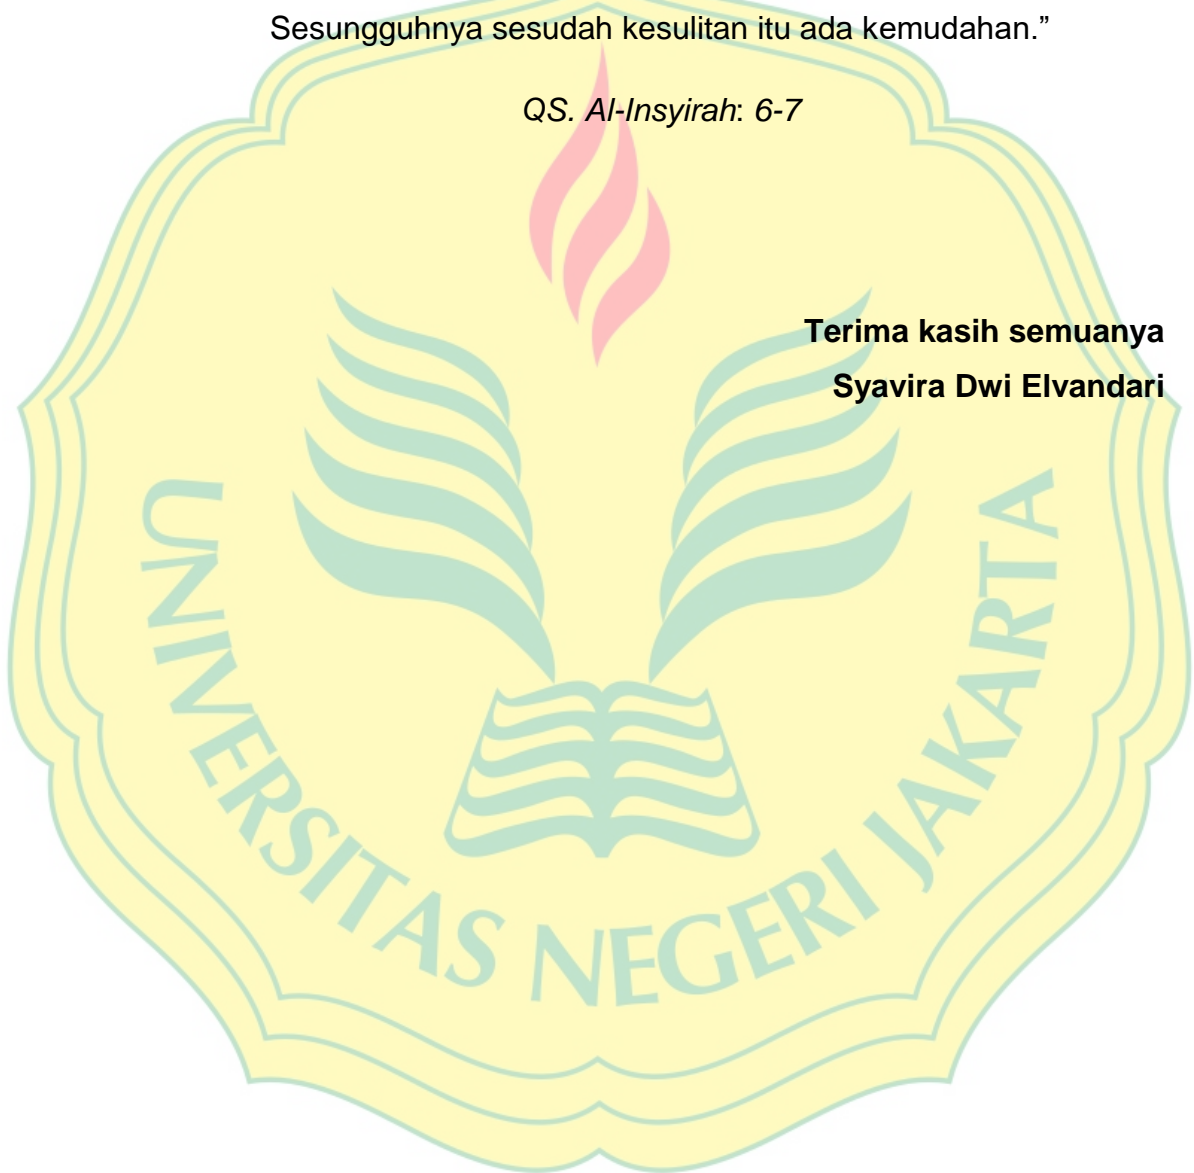 Sesungguhnya sesudah kesulitan itu ada kemudahan.”
QS. Al-Insyirah: 6-7
Terima kasih semuanya
Syavira Dwi Elvandari
UNIVERSITAS NEGERI JAKARTA